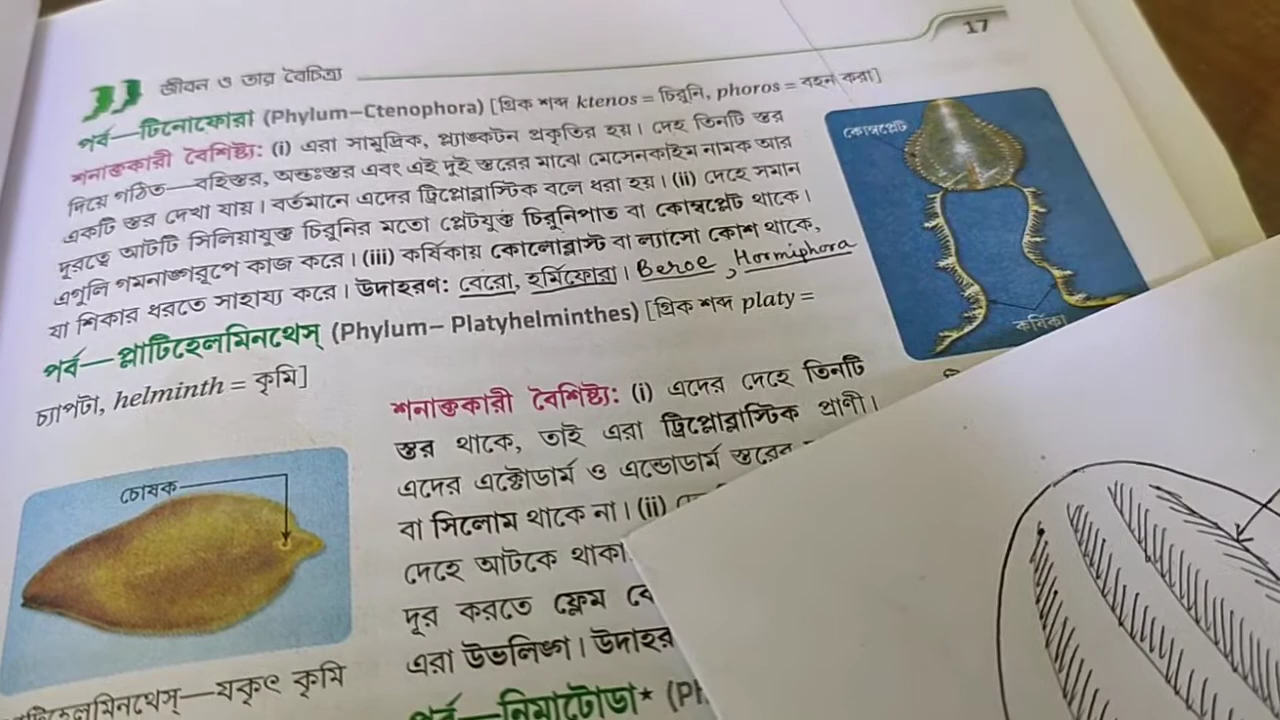 17
জীবন ও তার বৈচিত্র্য
পর্ব—টিনোফোরা (Phylum—Ctenophora) [গ্রিক শব্দ ktenos = চিরুনি, phoros = বহন করা]
শনাক্তকারী বৈশিষ্ট্য: (i) এরা সামুদ্রিক, প্ল্যাঙ্কটন প্রকৃতির হয়। দেহ তিনটি স্তর
দিয়ে গঠিত—বহিস্তর, অন্তঃস্তর এবং এই দুই স্তরের মাঝে মেসেনকাইম নামক আর
একটি স্তর দেখা যায়। বর্তমানে এদের ট্রিপ্লোব্লাস্টিক বলে ধরা হয়। (ii) দেহে সমান
দূরত্বে আটটি সিলিয়াযুক্ত চিরুনির মতো প্লেটযুক্ত চিরুনিপাত বা কোম্বপ্লেট থাকে।
এগুলি গমনাঙ্গরূপে কাজ করে। (iii) কর্ষিকায় কোলোব্লাস্ট বা ল্যাসো কোশ থাকে,
যা শিকার ধরতে সাহায্য করে। উদাহরণ: বেরো, হর্মিফোরা। Beroe, Hormiphora
কোম্বপ্লেট
কর্ষিকা
পর্ব—প্লাটিহেলমিনথেস্ (Phylum— Platyhelminthes) [গ্রিক শব্দ platy =
চ্যাপটা, helminth = কৃমি]
শনাক্তকারী বৈশিষ্ট্য: (i) এদের দেহে তিনটি
স্তর থাকে, তাই এরা ট্রিপ্লোব্লাস্টিক প্রাণী।
এদের এক্টোডার্ম ও এন্ডোডার্ম স্তরের
বা সিলোম থাকে না। (ii)
দেহে আটকে থাকা
দূর করতে ফ্লেম
এরা উভলিঙ্গ। উদাহর
চোষক
হেলমিনথেস্—যকৃৎ কৃমি
পর্ব—নিমাটোডা* (Ph